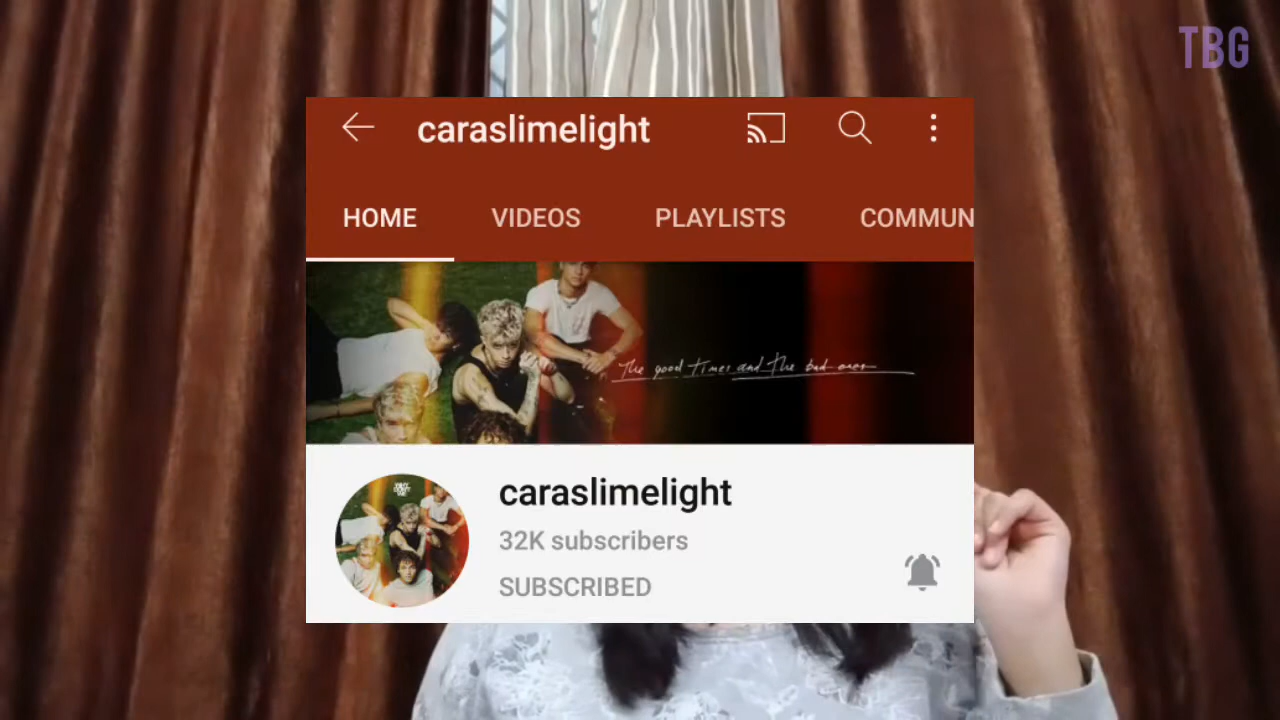 TBG
caraslimelight
HOME VIDEOS PLAYLISTS COMMUN
The good times and the bad ones
caraslimelight
32K subscribers
SUBSCRIBED